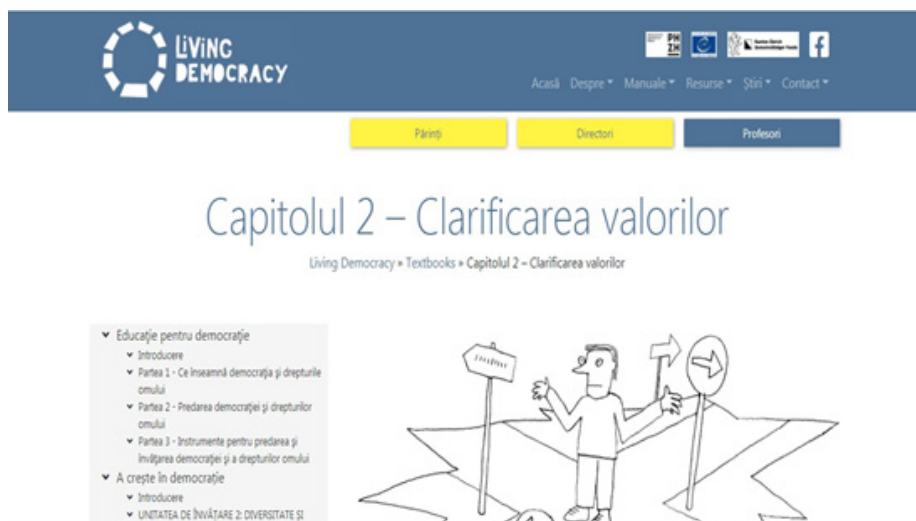 LiViNG
DEMOCRACY
PH
ZH
Acasă Despre Manuale Resurse Știri Contact
Părinți Directori Profesori
Capitolul 2 – Clarificarea valorilor
Living Democracy » Textbooks » Capitolul 2 – Clarificarea valorilor
Educaţie pentru democraţie
Introducere
Partea 1 - Ce înseamnă democraţia şi drepturile
omului
Partea 2 - Predarea democraţiei şi drepturilor
omului
Partea 3 - Instrumente pentru predarea şi
învăţarea democraţiei şi a drepturilor omului
A creşte în democraţie
Introducere
UNITATEA DE ÎNVĂŢARE 2: DIVERSITATE ŞI